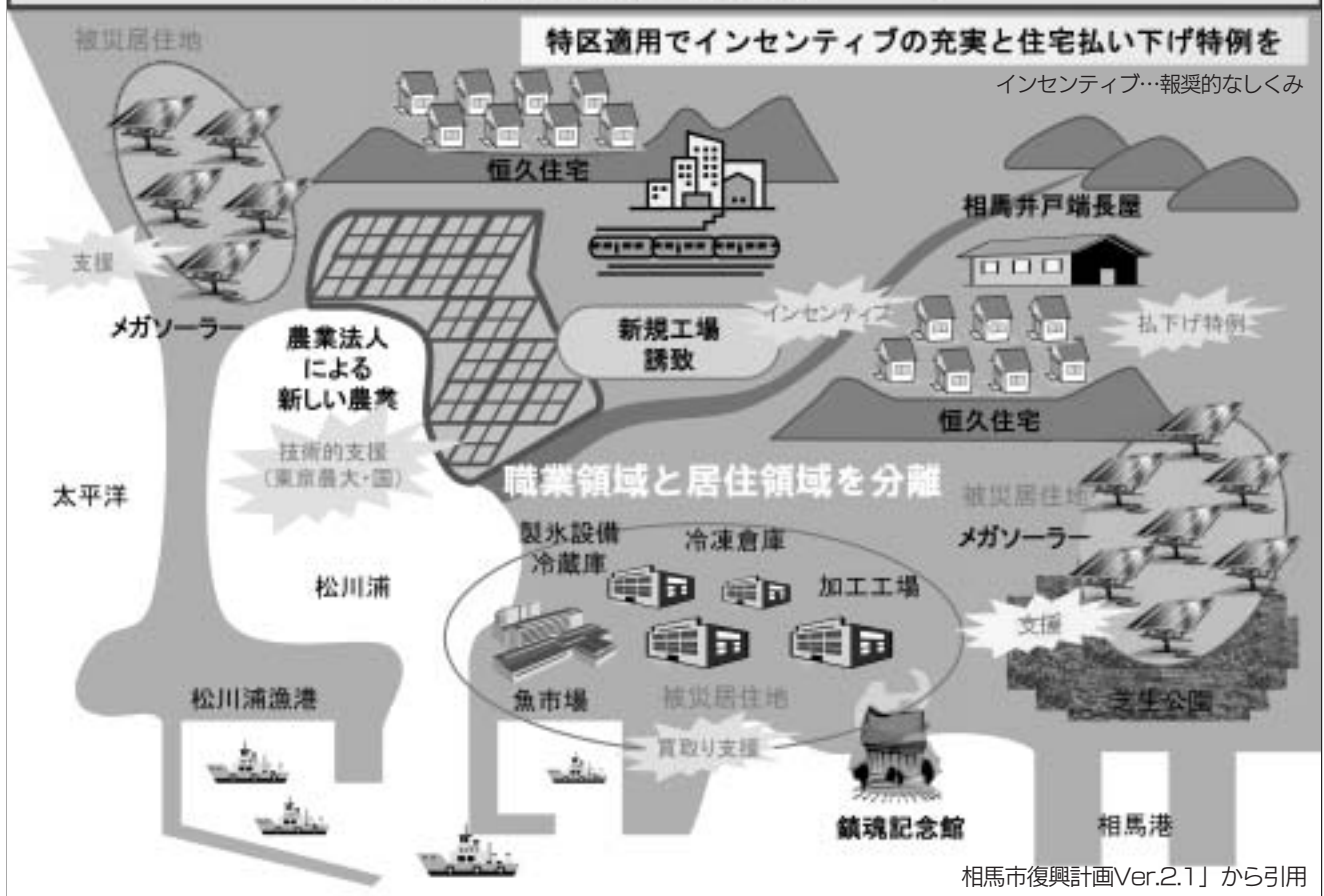 特区適用でインセンティブの充実と住宅払い下げ特例を
インセンティブ…報奨的なしくみ
被災居住地
恒久住宅
相馬井戸端長屋
支援
メガソーラー
農業法人
による
新しい農業
新規工場
誘致
インセンティブ
払下げ特例
恒久住宅
技術的支援
(東京農大・国)
職業領域と居住領域を分離
太平洋
被災居住地
メガソーラー
製氷設備
冷蔵庫
冷凍倉庫
加工工場
松川浦
支援
松川浦漁港
魚市場
被災居住地
芝生公園
買取り支援
鎮魂記念館
相馬港
相馬市復興計画Ver.2.1」から引用